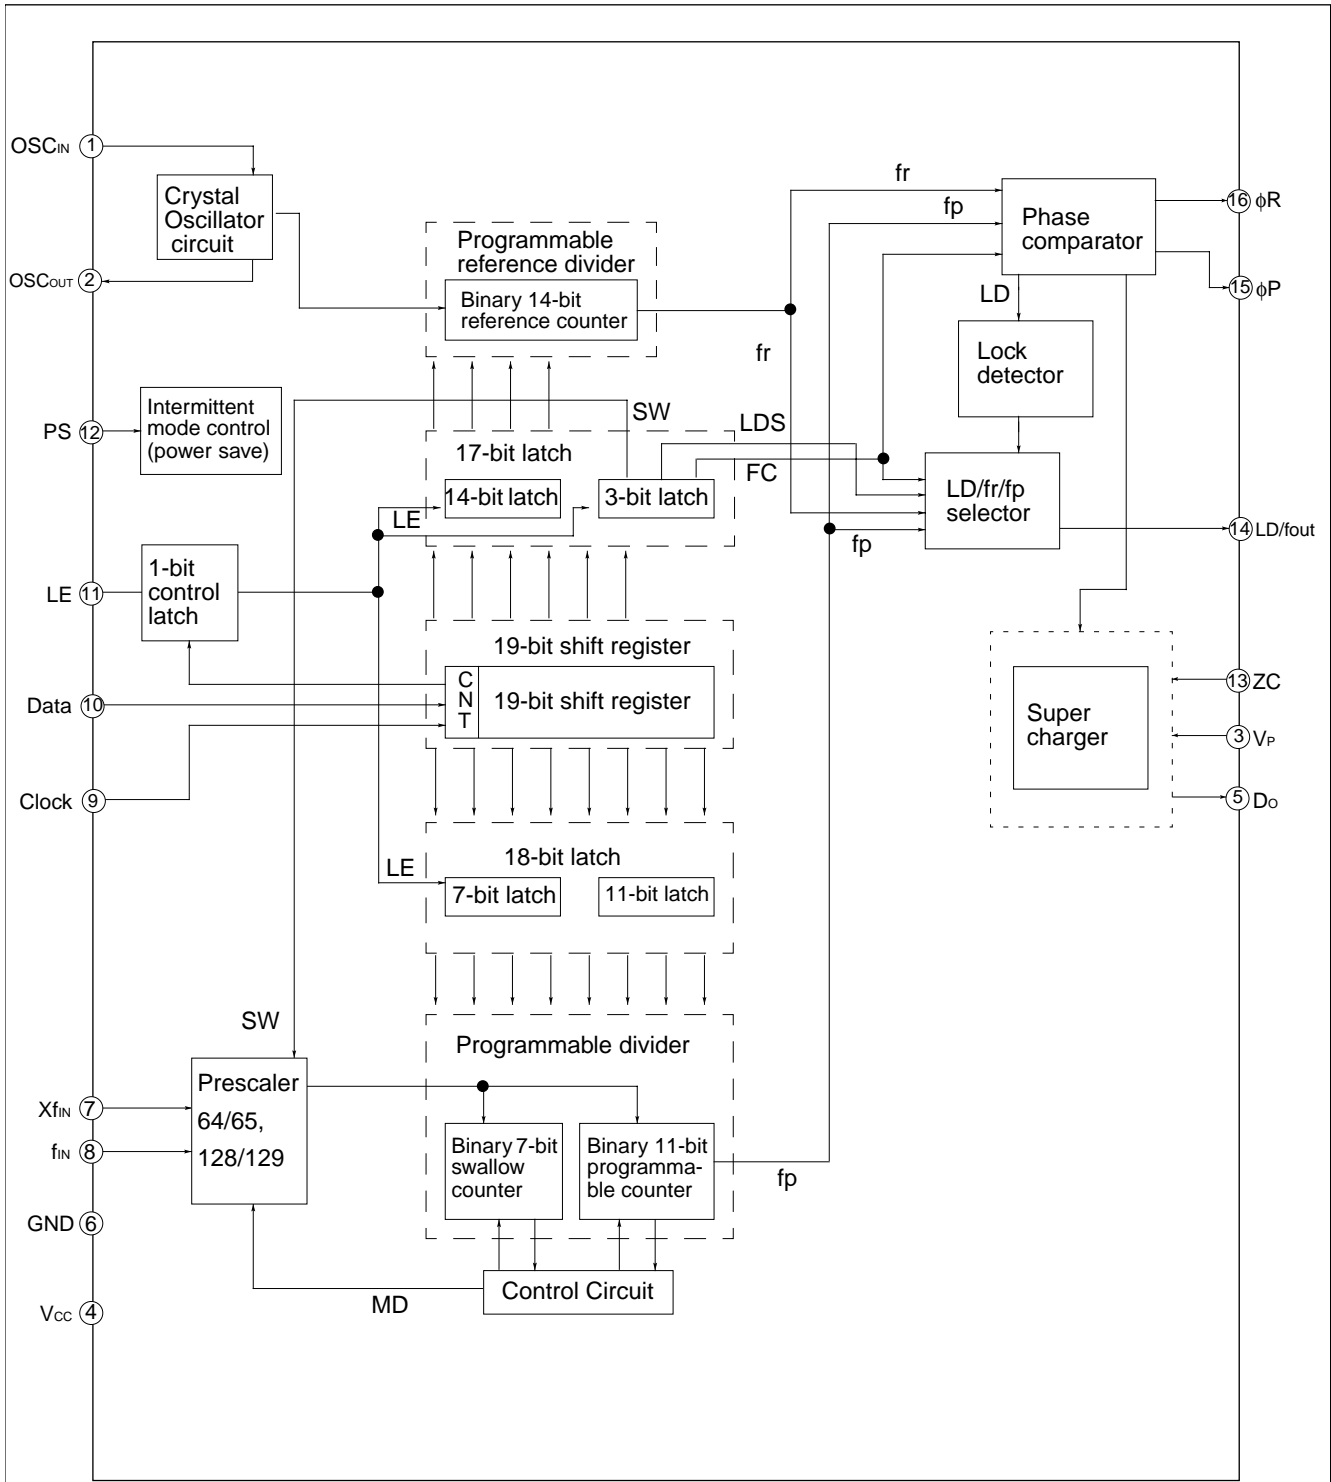 OSCIN 1
Crystal
Oscillator
circuit
OSCOUT 2
Programmable
reference divider
Binary 14-bit
reference counter
fr
fr
fp
Phase
comparator
16 ϕR
15 ϕP
LD
Lock
detector
PS 12
Intermittent
mode control
(power save)
SW
LDS
FC
17-bit latch
14-bit latch
3-bit latch
LE
LD/fr/fp
selector
fp
14 LD/fout
LE 11
1-bit
control
latch
19-bit shift register
C
N
T
19-bit shift register
Data 10
Clock 9
Super
charger
13 ZC
3 VP
5 DO
18-bit latch
LE
7-bit latch
11-bit latch
SW
Programmable divider
Prescaler
64/65,
128/129
XfIN 7
fIN 8
GND 6
VCC 4
Binary 7-bit
swallow
counter
Binary 11-bit
programma-
ble counter
fp
Control Circuit
MD